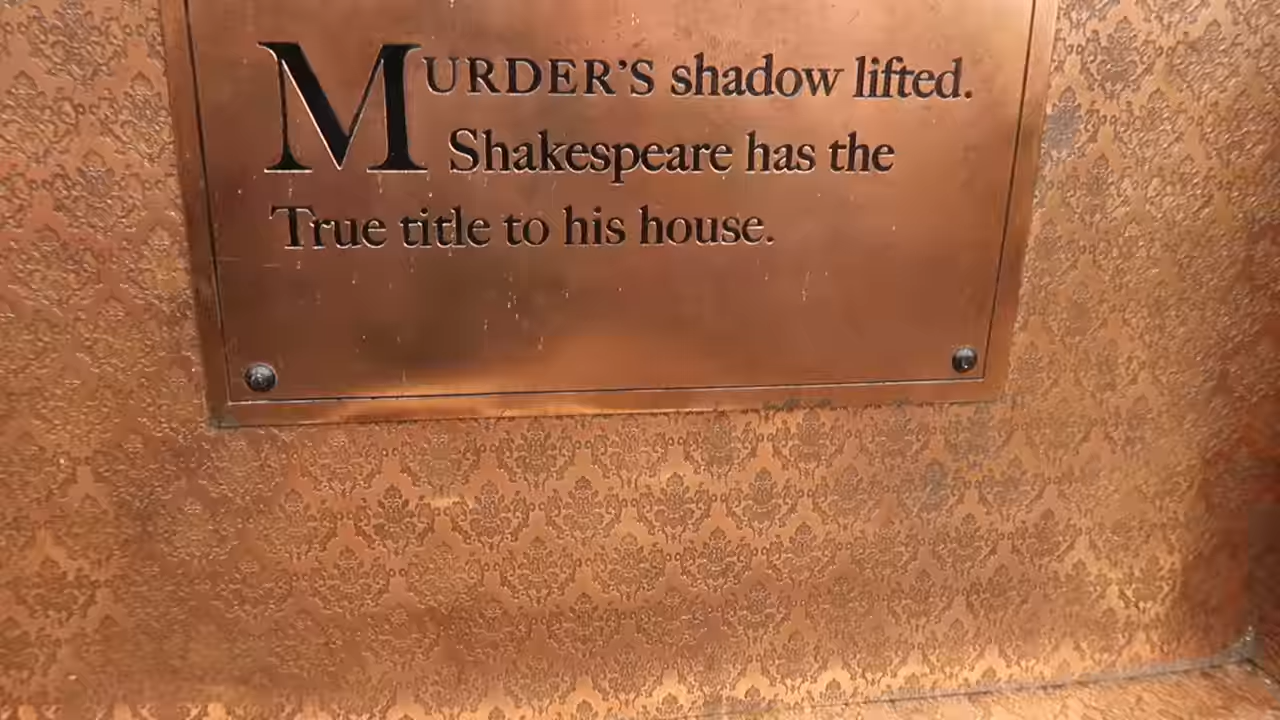 MURDER’S shadow lifted.
Shakespeare has the
True title to his house.